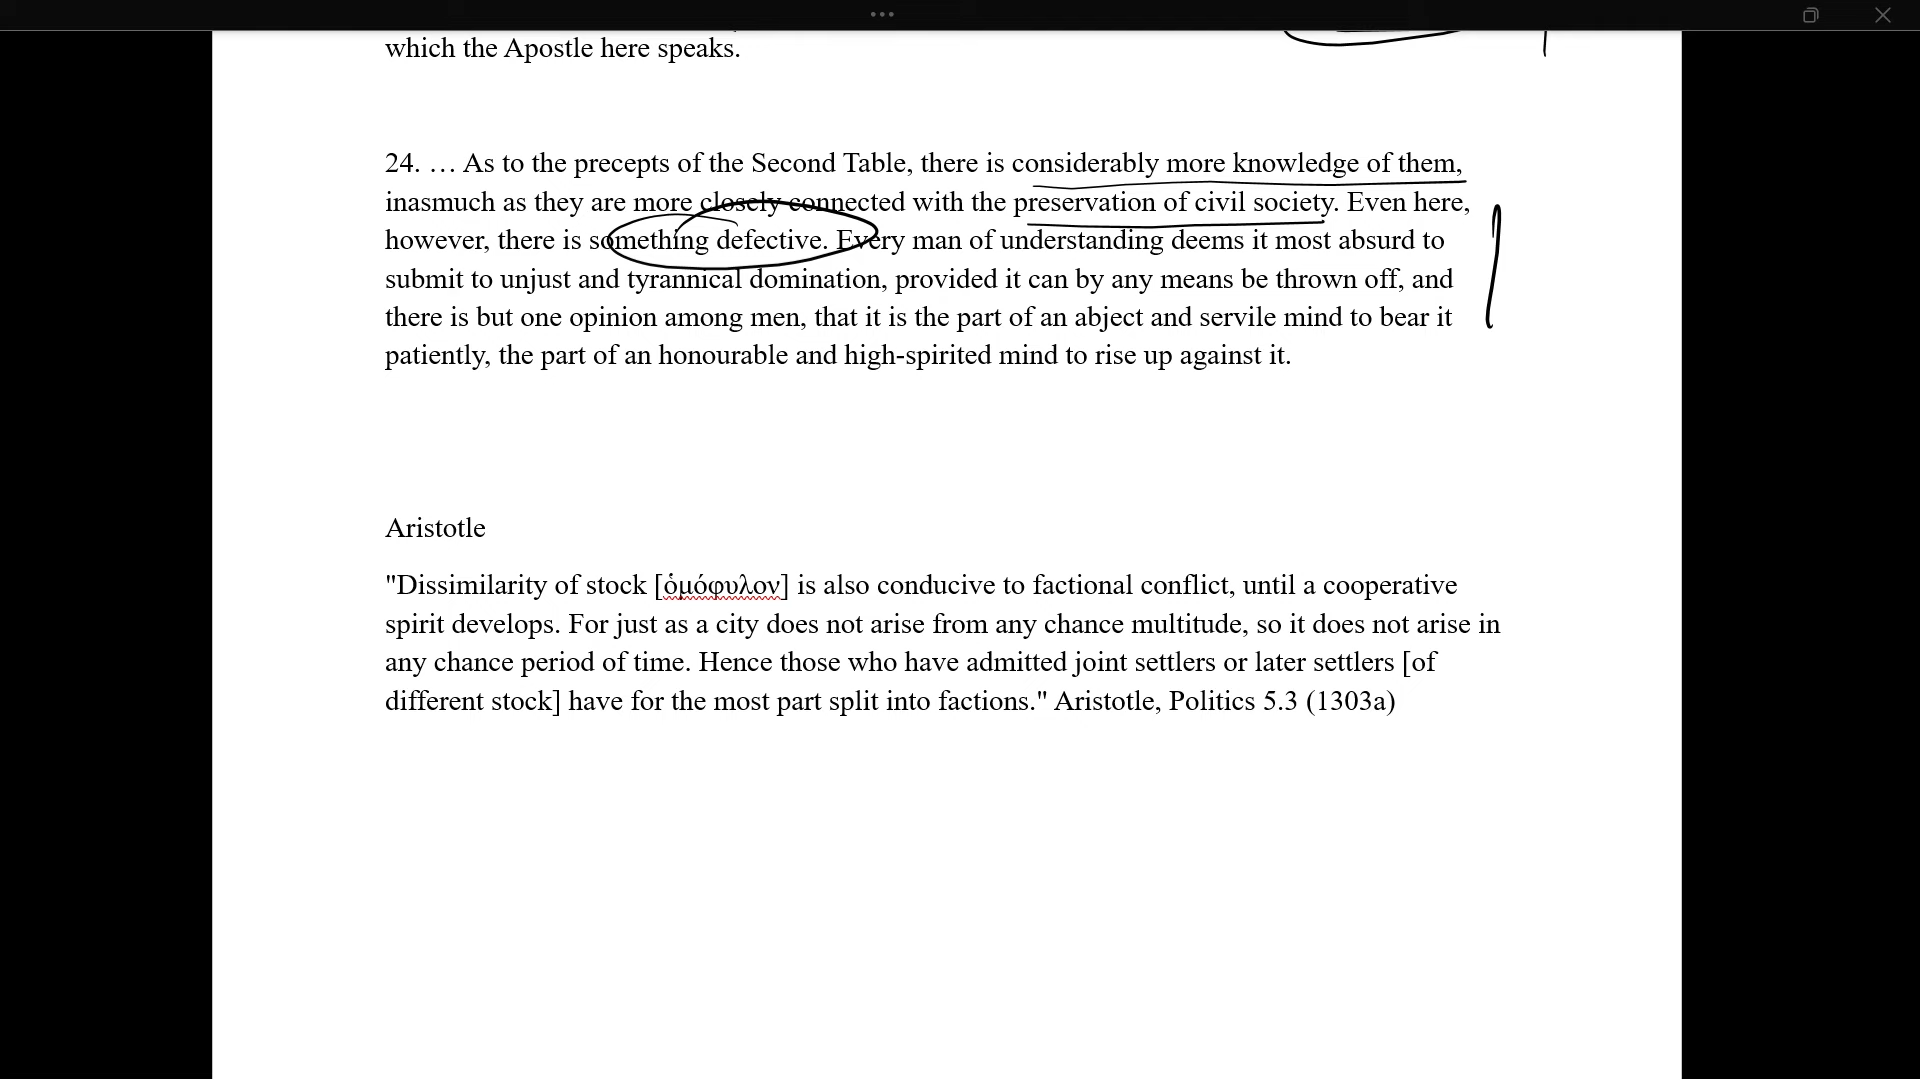 which the Apostle here speaks.
24. … As to the precepts of the Second Table, there is considerably more knowledge of them,
inasmuch as they are more closely connected with the preservation of civil society. Even here,
however, there is something defective. Every man of understanding deems it most absurd to
submit to unjust and tyrannical domination, provided it can by any means be thrown off, and
there is but one opinion among men, that it is the part of an abject and servile mind to bear it
patiently, the part of an honourable and high-spirited mind to rise up against it.
Aristotle
"Dissimilarity of stock [ὁμόφυλον] is also conducive to factional conflict, until a cooperative
spirit develops. For just as a city does not arise from any chance multitude, so it does not arise in
any chance period of time. Hence those who have admitted joint settlers or later settlers [of
different stock] have for the most part split into factions." Aristotle, Politics 5.3 (1303a)